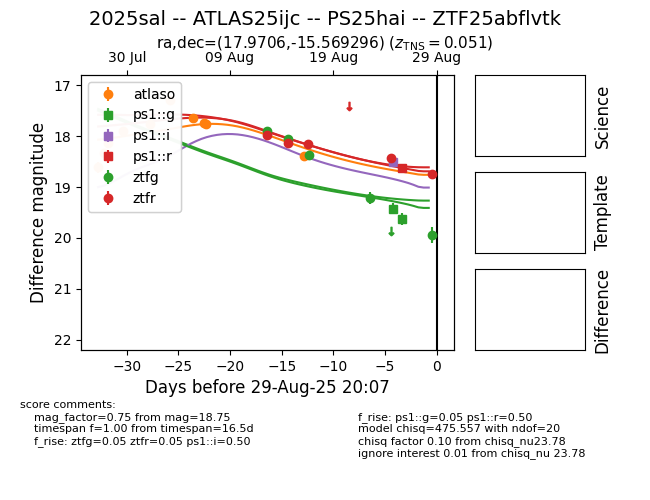 2025sal -- ATLAS25ijc -- PS25hai -- ZTF25abflvtk
ra,dec=(17.9706,-15.569296) (zTNS = 0.051)
30 Jul 09 Aug 19 Aug 29 Aug
17
18
19
20
21
22
Difference magnitude
atlaso
ps1::g
ps1::i
ps1::r
ztfg
ztfr
−30 −25 −20 −15 −10 −5 0
Days before 29-Aug-25 20:07
Science
Template
Difference
score comments:
mag_factor=0.75 from mag=18.75
timespan f=1.00 from timespan=16.5d
f_rise: ztfg=0.05 ztfr=0.05 ps1::i=0.50
f_rise: ps1::g=0.05 ps1::r=0.50
model chisq=475.557 with ndof=20
chisq factor 0.10 from chisq_nu23.78
ignore interest 0.01 from chisq_nu 23.78